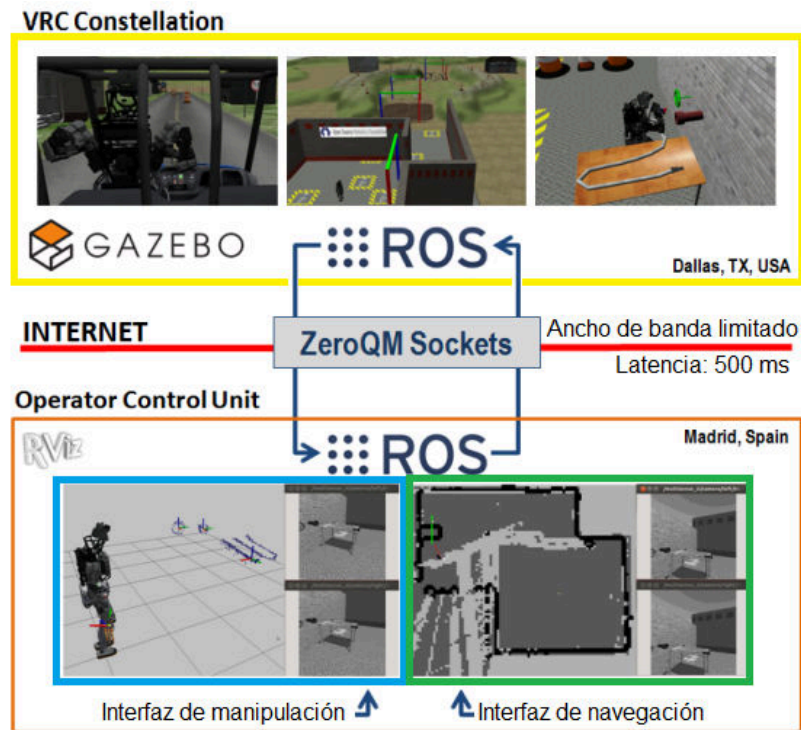 VRC Constellation
GAZEBO
ROS
Dallas, TX, USA
INTERNET
ZeroQM Sockets
Ancho de banda limitado
Latencia: 500 ms
Operator Control Unit
RViz
ROS
Madrid, Spain
Interfaz de manipulación
Interfaz de navegación